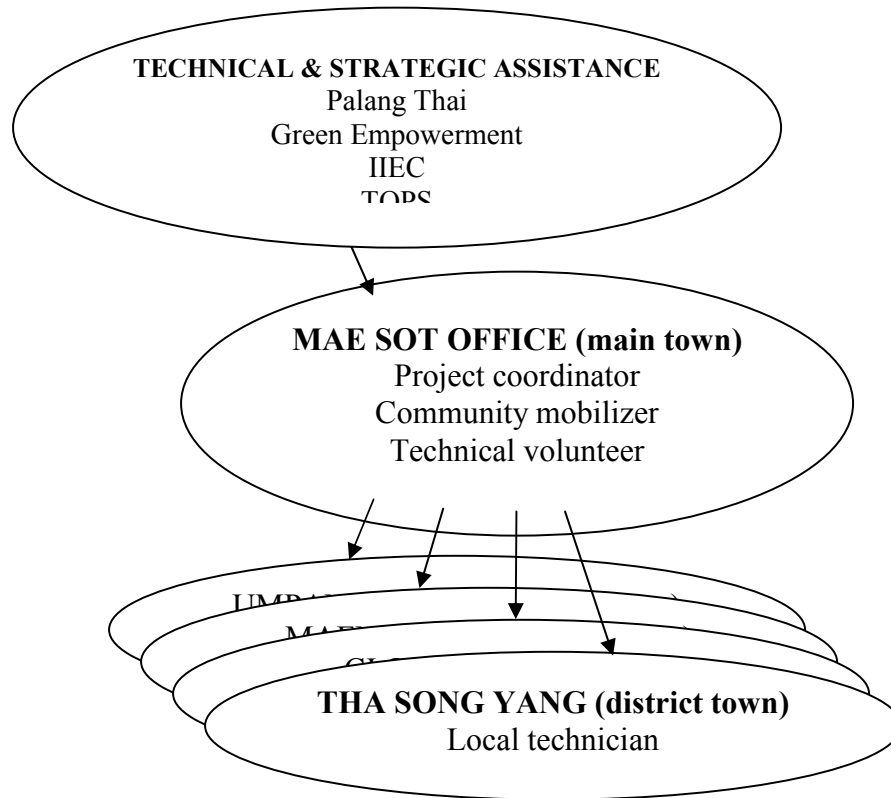 TECHNICAL & STRATEGIC ASSISTANCE
Palang Thai
Green Empowerment
IIEC
TOPS
MAE SOT OFFICE (main town)
Project coordinator
Community mobilizer
Technical volunteer
THA SONG YANG (district town)
Local technician